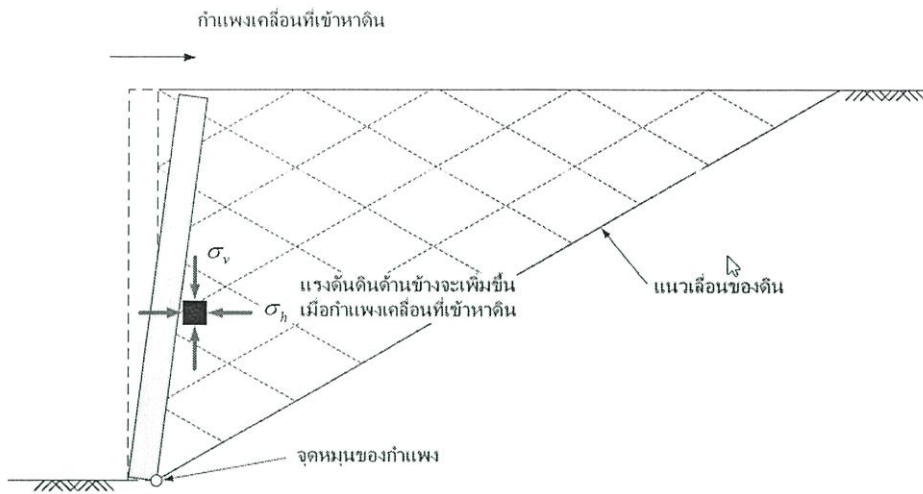 กำแพงเคลื่อนที่เข้าหาดิน
σv
แรงดันดินด้านข้างจะเพิ่มขึ้น
σh เมื่อกำแพงเคลื่อนที่เข้าหาดิน
แนวเลื่อนของดิน
จุดหมุนของกำแพง